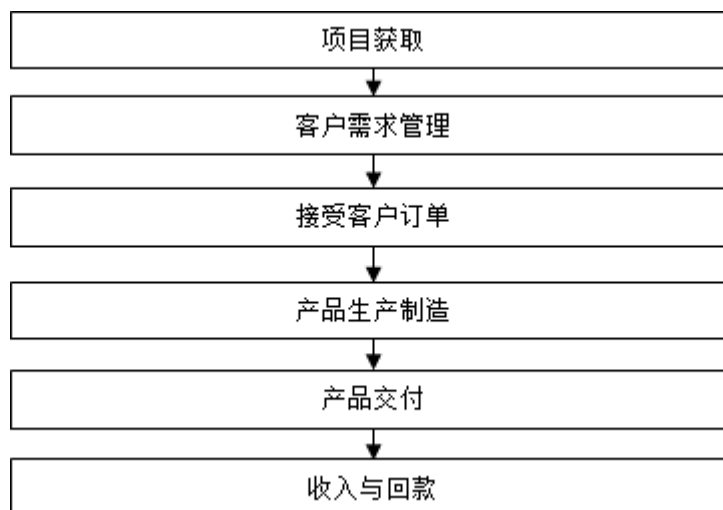 项目获取
客户需求管理
接受客户订单
产品生产制造
产品交付
收入与回款